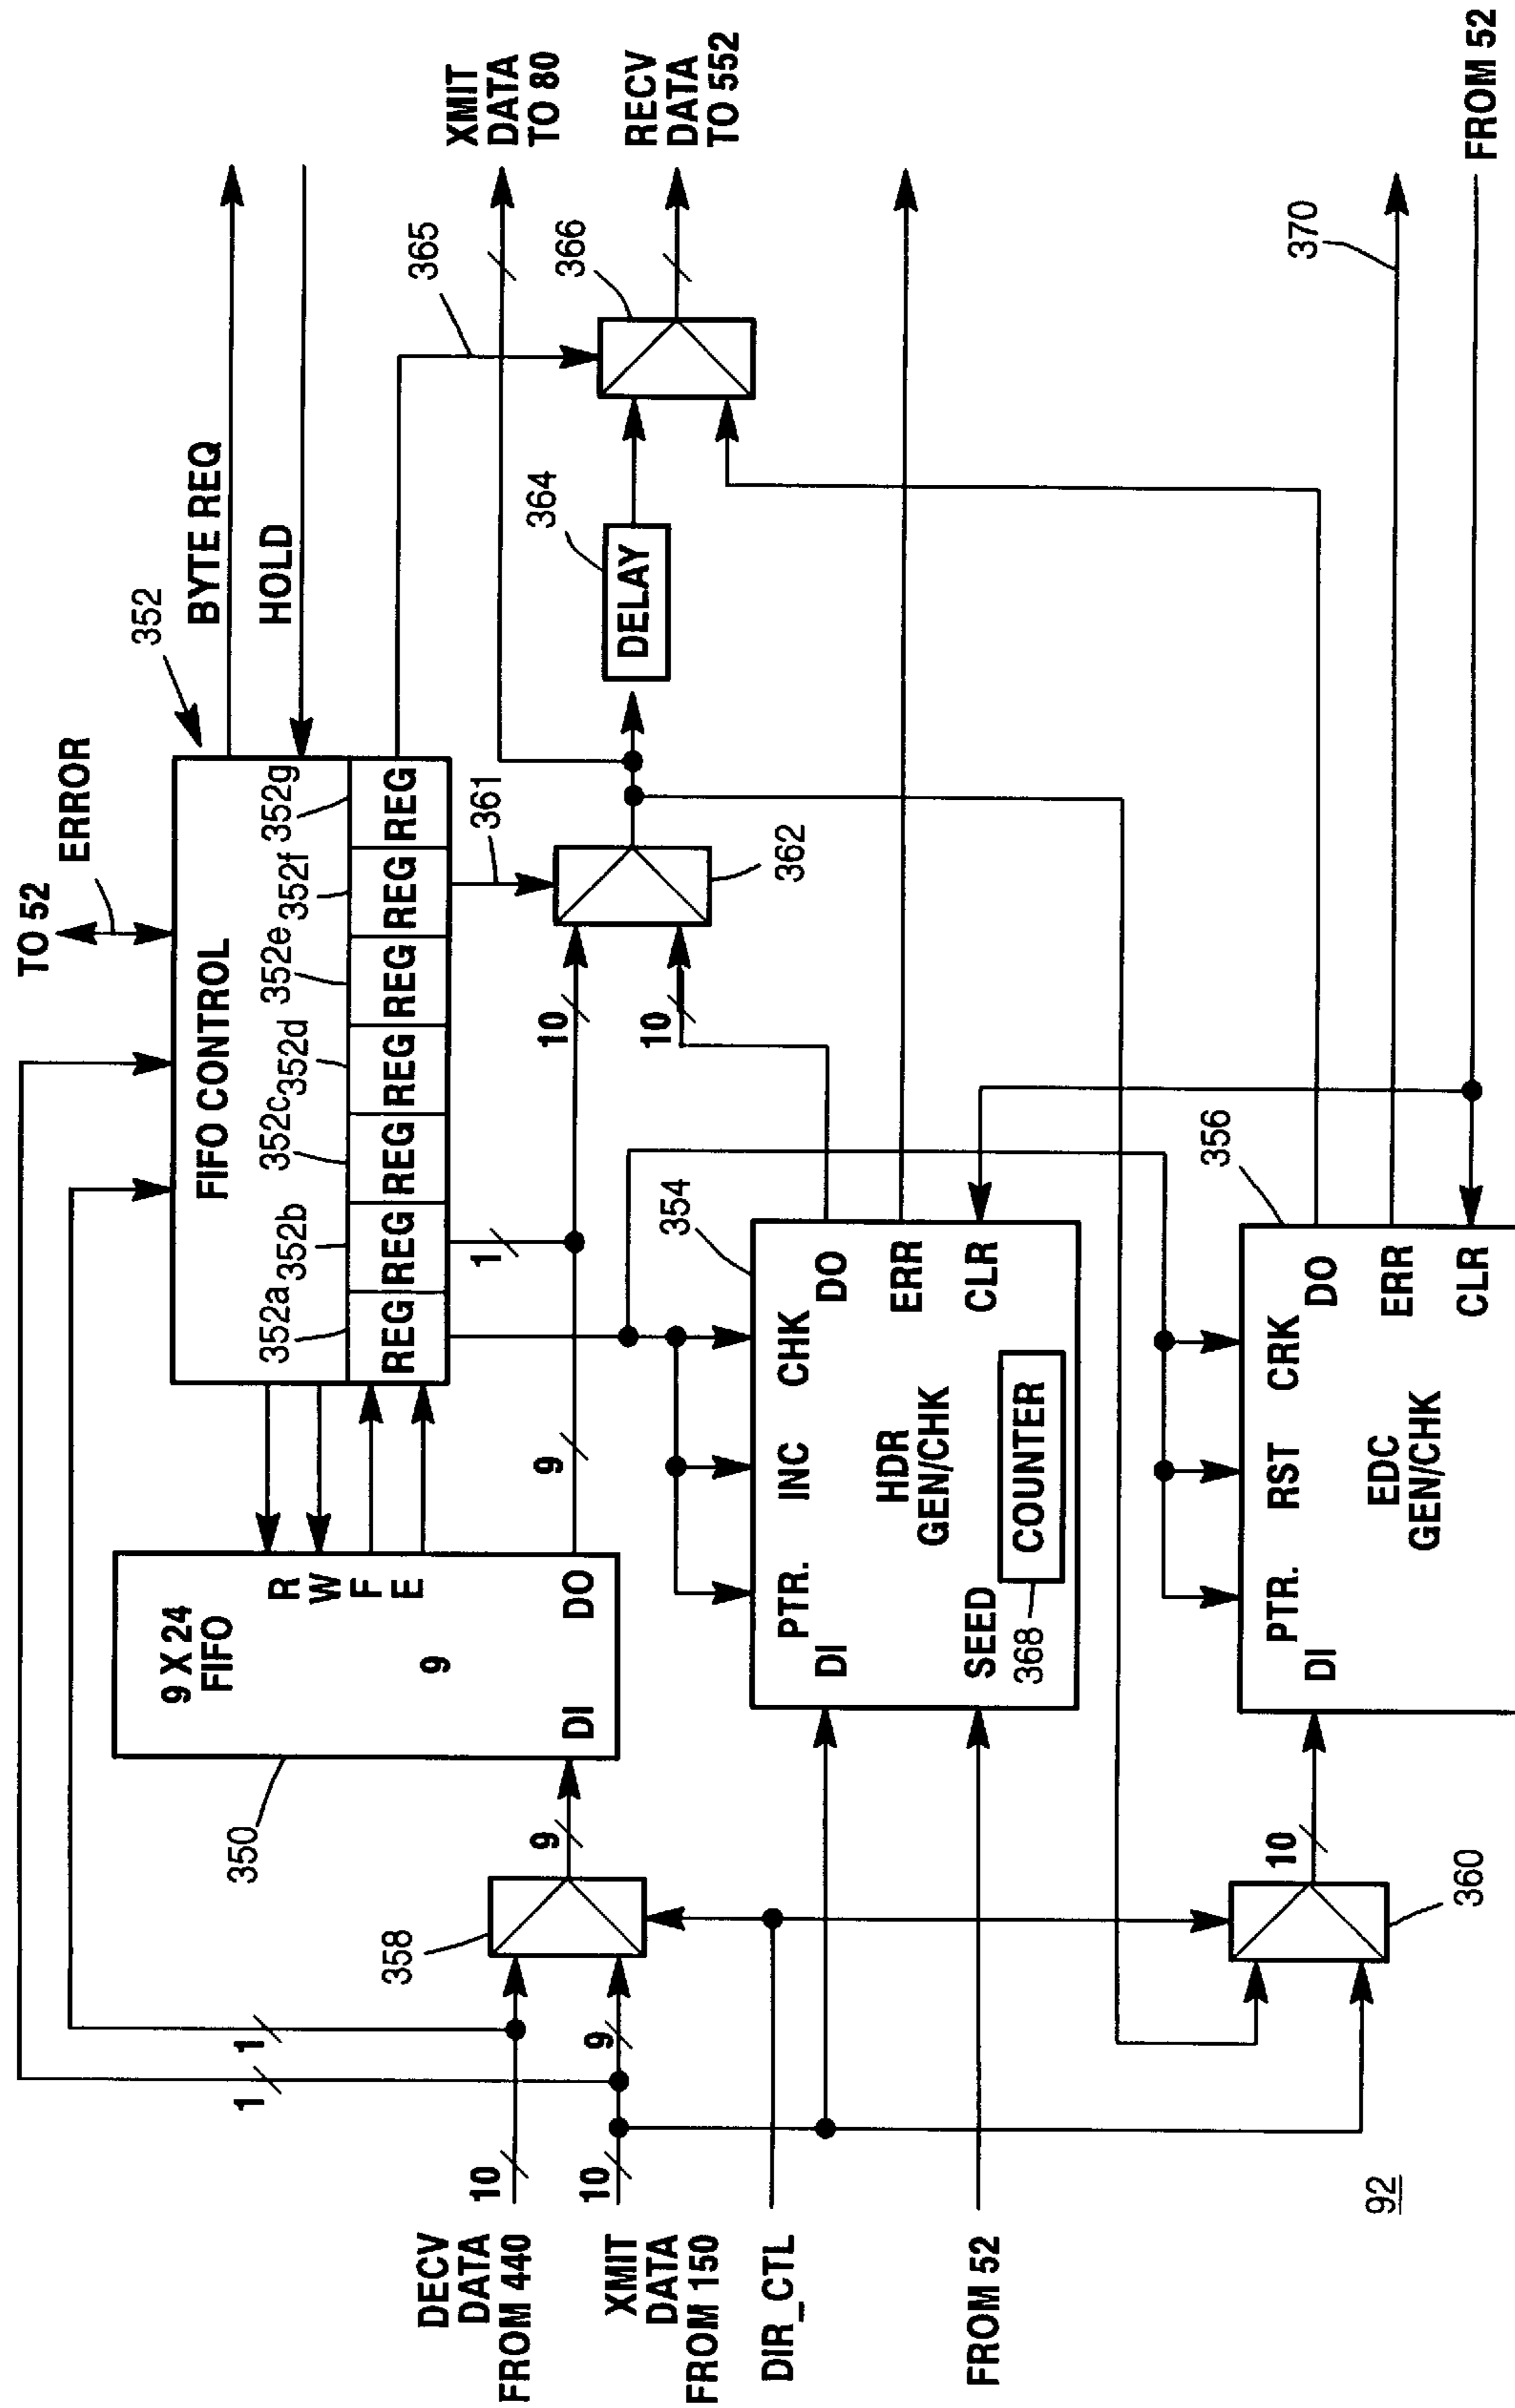 TO 52
ERROR
352
BYTE REQ
HOLD
FIFO CONTROL
352a
352b
352c
352d
352e
352f
352g
REG
REG
REG
REG
REG
REG
REG
365
XMIT
DATA
TO 80
RECV
DATA
TO 552
366
364
DELAY
361
362
10
10
1
9
9 X 24
FIFO
R
W
F
E
9
DI
DO
350
9
358
1
1
9
10
DECV
DATA
FROM 440
10
XMIT
DATA
FROM 150
DIR_CTL
FROM 52
354
PTR.
INC
CHK
DI
DO
HDR
GEN/CHK
ERR
SEED
COUNTER
CLR
368
356
PTR.
RST
CRK
DI
DO
EDC
GEN/CHK
ERR
CLR
10
360
370
FROM 52
92